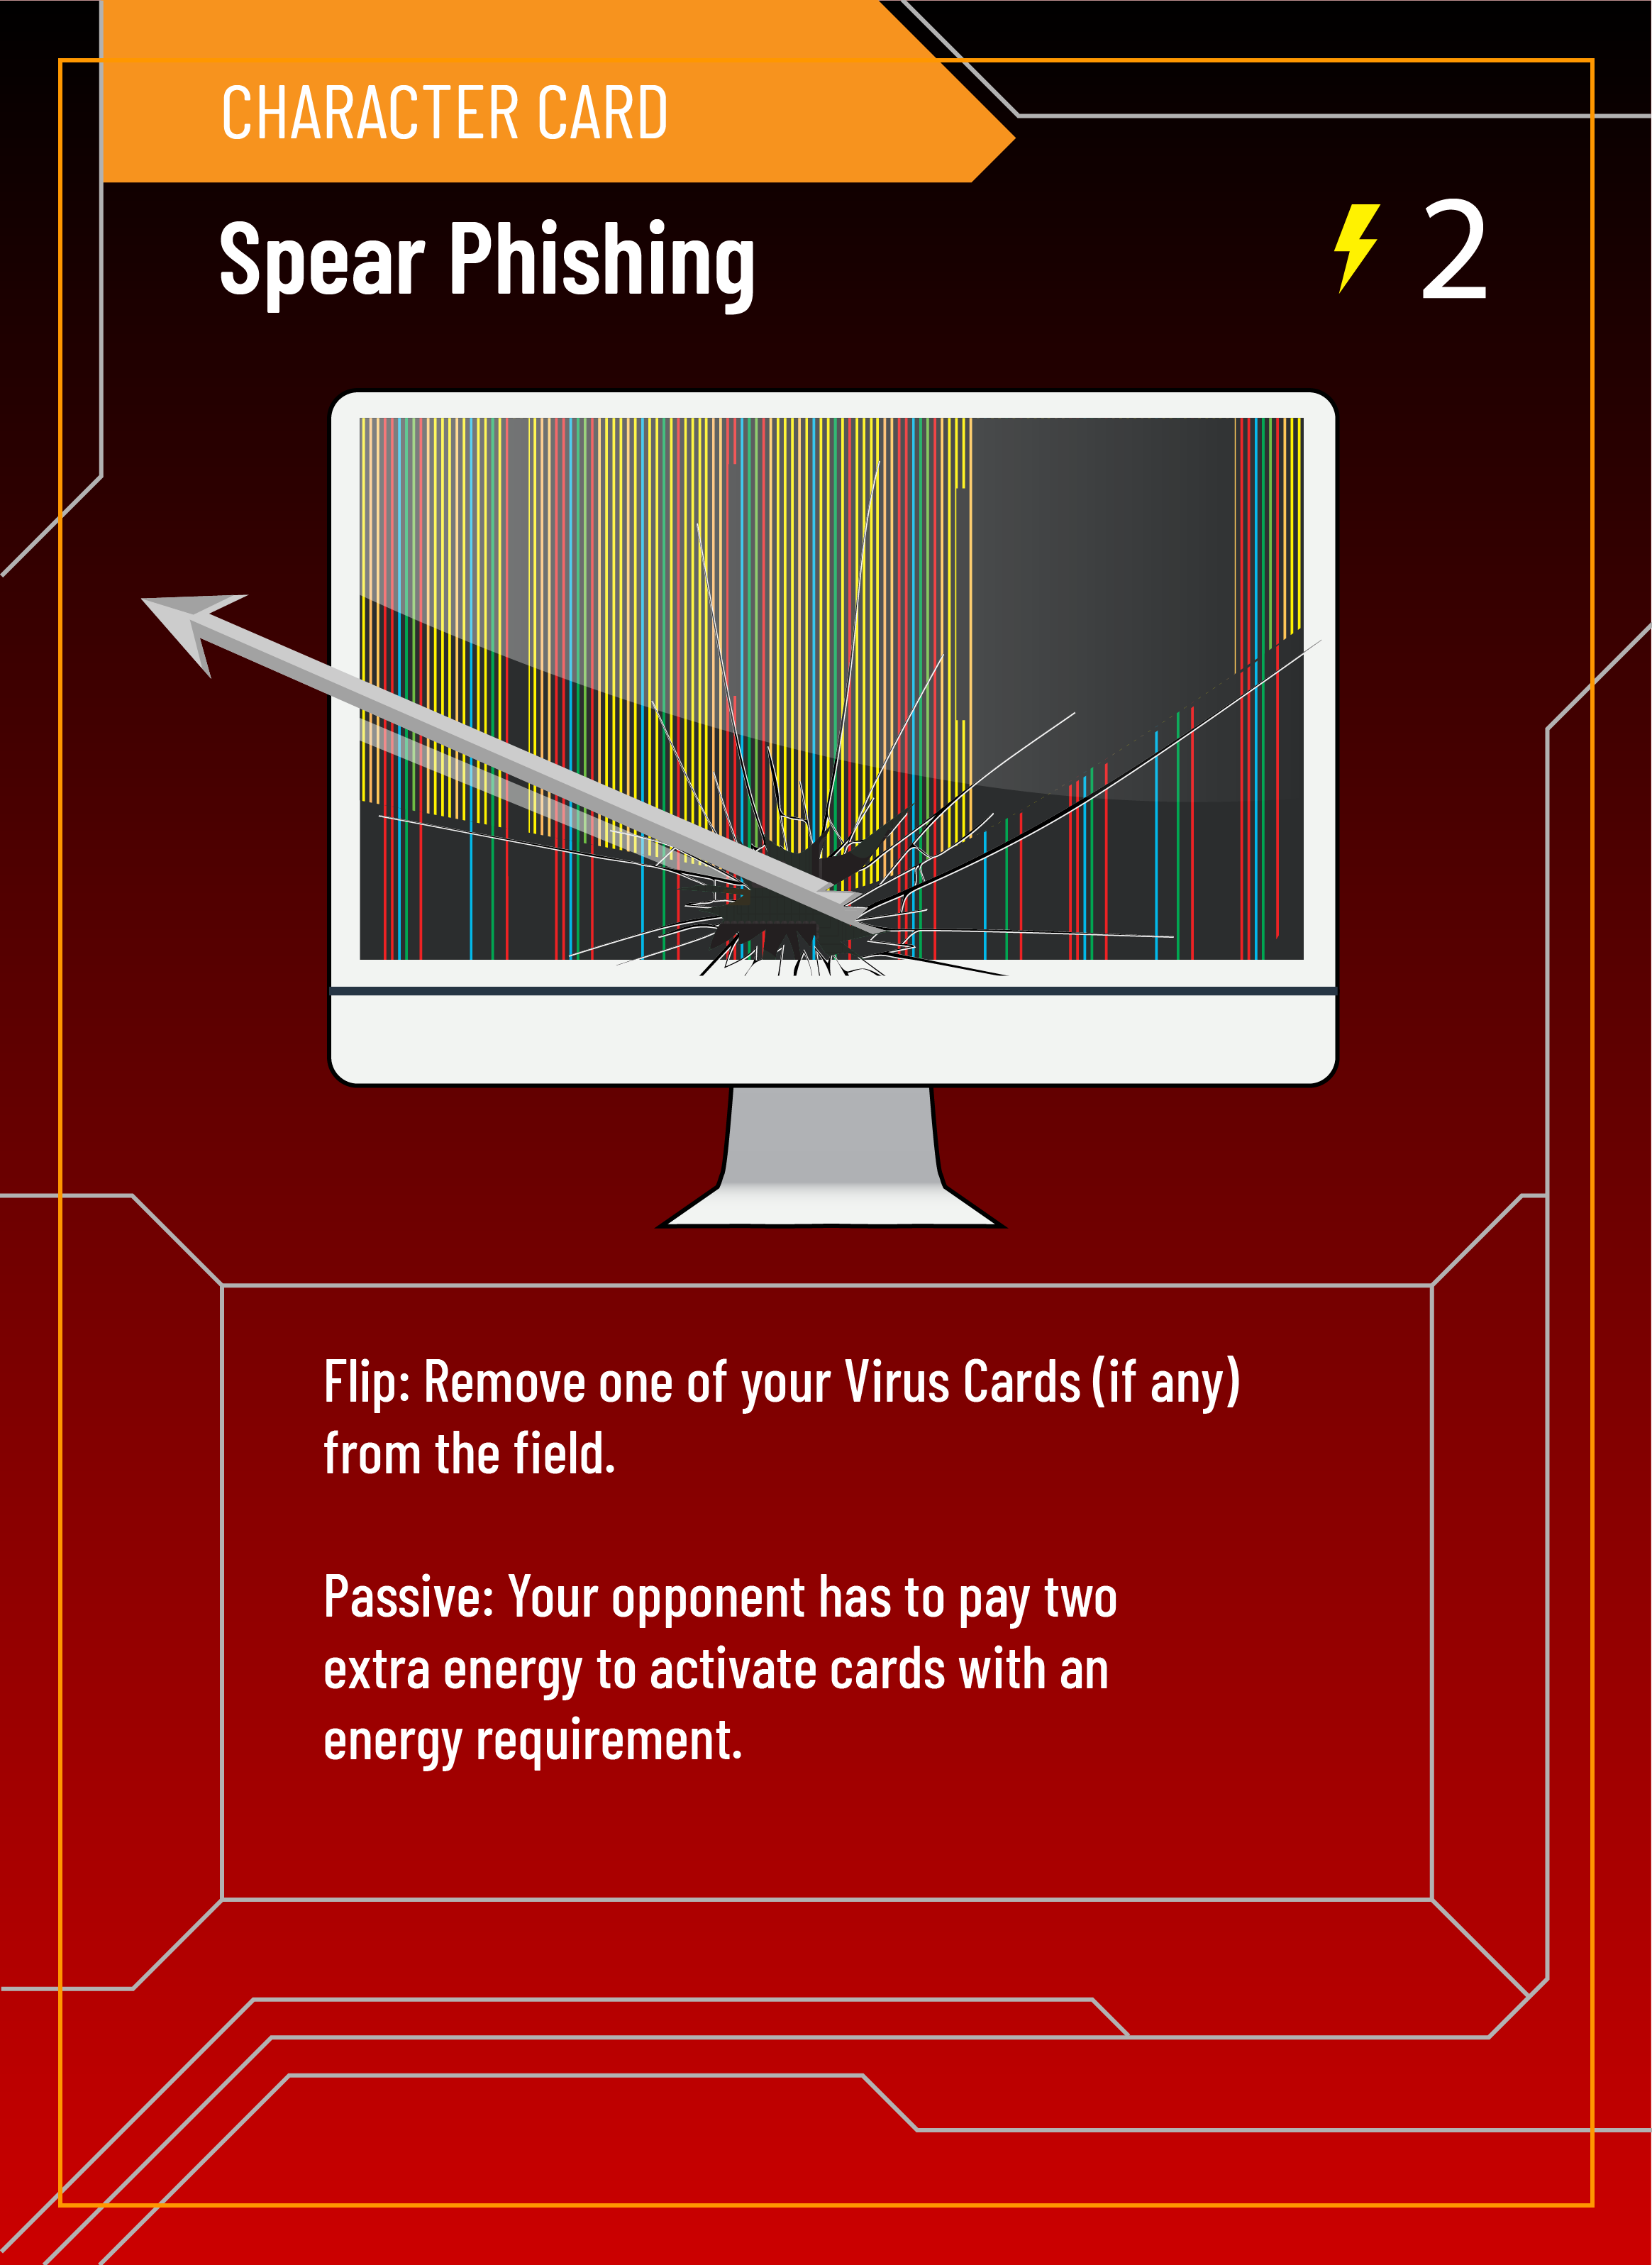 CHARACTER CARD
Spear Phishing
2
Flip: Remove one of your Virus Cards (if any)
from the field.
Passive: Your opponent has to pay two
extra energy to activate cards with an
energy requirement.